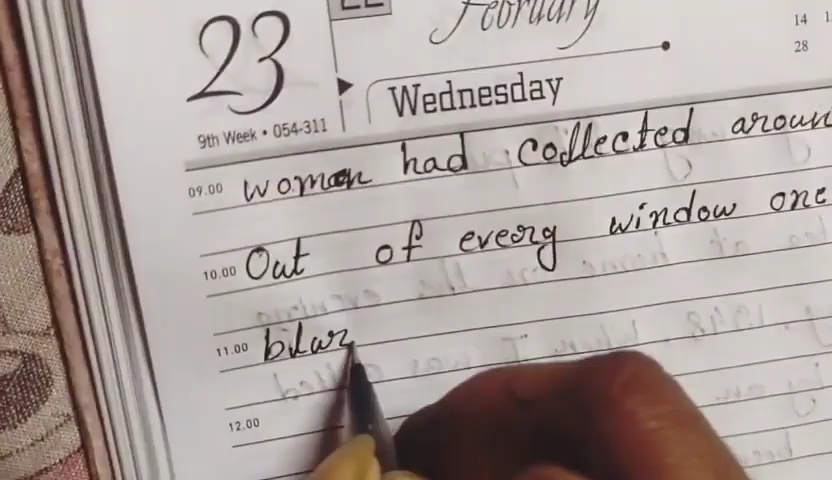 February
23
14
28
Wednesday
9th Week • 054-311
09.00 woman had collected aroun
10.00 Out of every window one
11.00 bilar
12.00